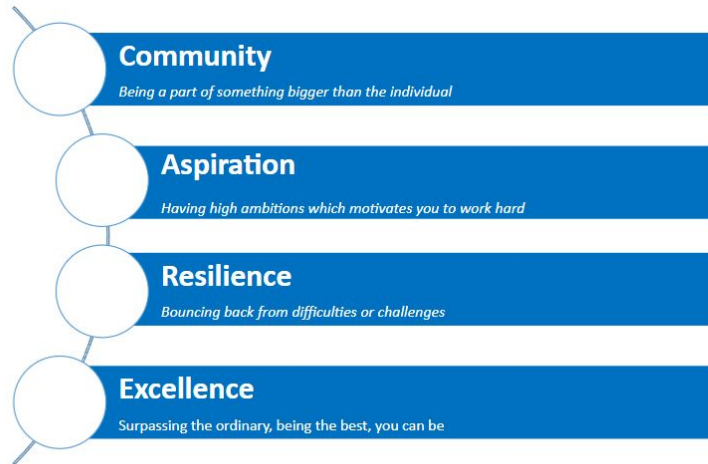 Community
Being a part of something bigger than the individual
Aspiration
Having high ambitions which motivates you to work hard
Resilience
Bouncing back from difficulties or challenges
Excellence
Surpassing the ordinary, being the best, you can be